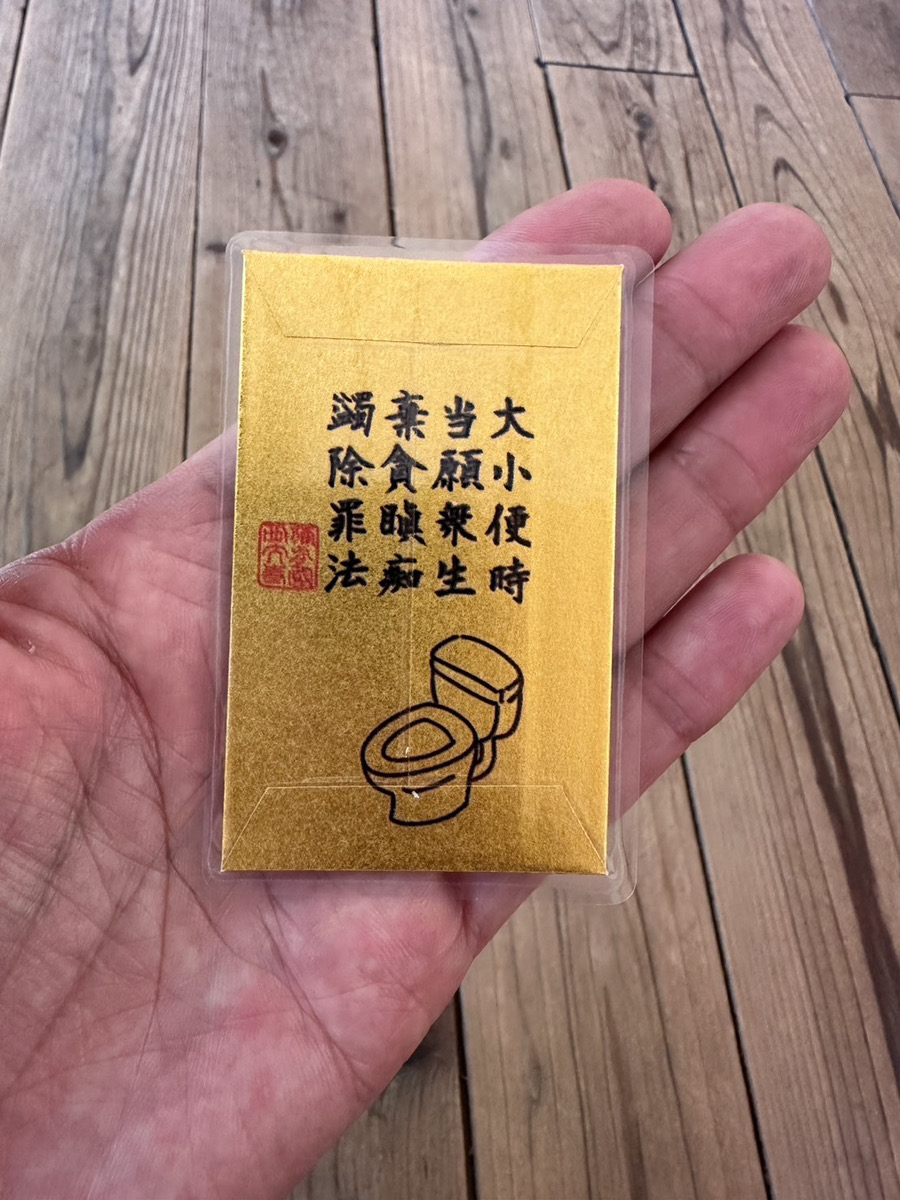 大小便時
当願衆生
棄貪瞋痴
蠲除罪法